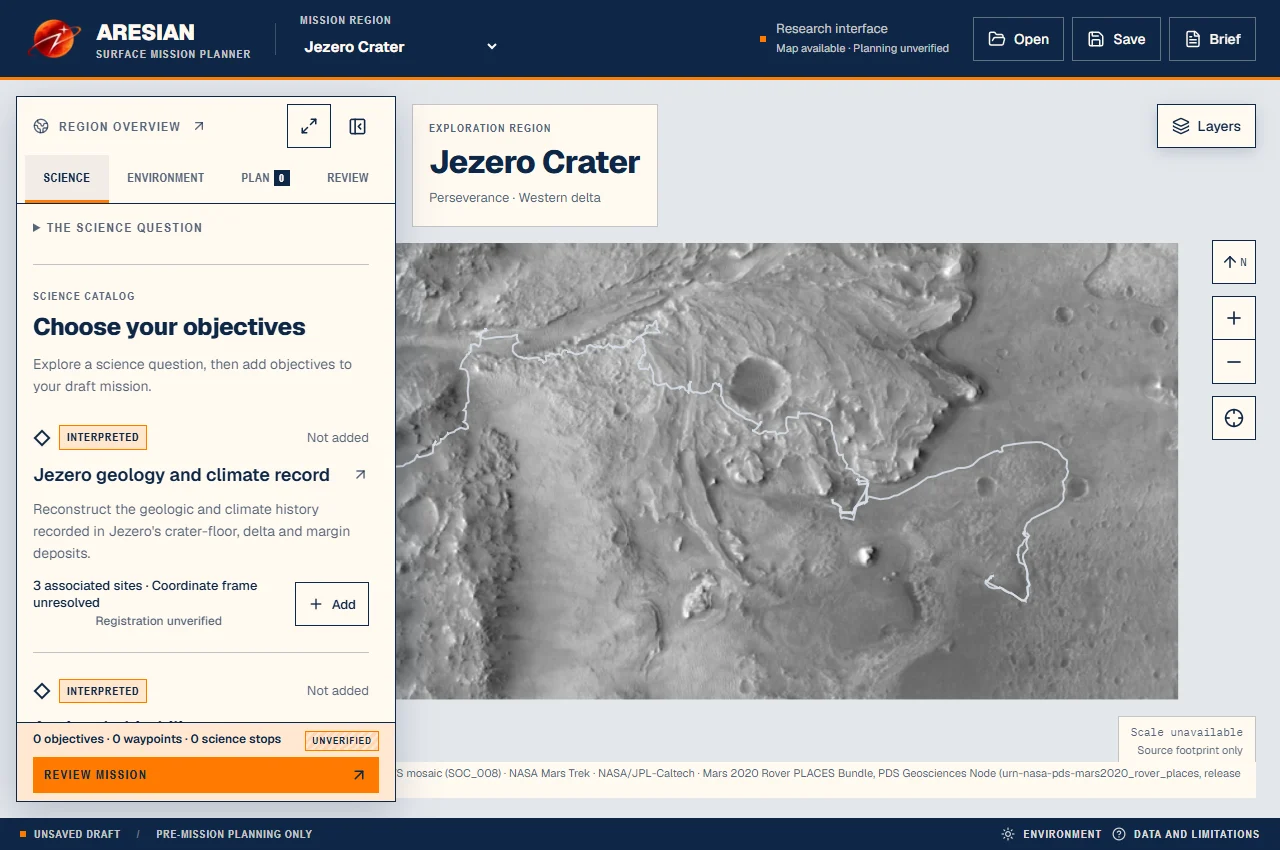 ARESIAN
SURFACE MISSION PLANNER
MISSION REGION
Jezero Crater
Research interface
Map available · Planning unverified
Open
Save
Brief
REGION OVERVIEW
SCIENCE
ENVIRONMENT
PLAN 0
REVIEW
THE SCIENCE QUESTION
SCIENCE CATALOG
Choose your objectives
Explore a science question, then add objectives to
your draft mission.
INTERPRETED
Not added
Jezero geology and climate record
Reconstruct the geologic and climate history
recorded in Jezero's crater-floor, delta and margin
deposits.
3 associated sites · Coordinate frame
unresolved
Registration unverified
Add
INTERPRETED
Not added
0 objectives · 0 waypoints · 0 science stops
UNVERIFIED
REVIEW MISSION
EXPLORATION REGION
Jezero Crater
Perseverance · Western delta
Layers
N
Scale unavailable
Source footprint only
S mosaic (SOC_008) · NASA Mars Trek · NASA/JPL-Caltech · Mars 2020 Rover PLACES Bundle, PDS Geosciences Node (urn-nasa-pds-mars2020_rover_places, release
UNSAVED DRAFT / PRE-MISSION PLANNING ONLY
ENVIRONMENT
DATA AND LIMITATIONS